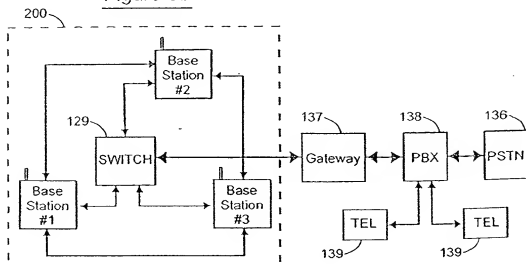 200
Base
Station
#2
129
SWITCH
137
Gateway
138
PBX
136
PSTN
Base
Station
#1
Base
Station
#3
TEL
139
TEL
139